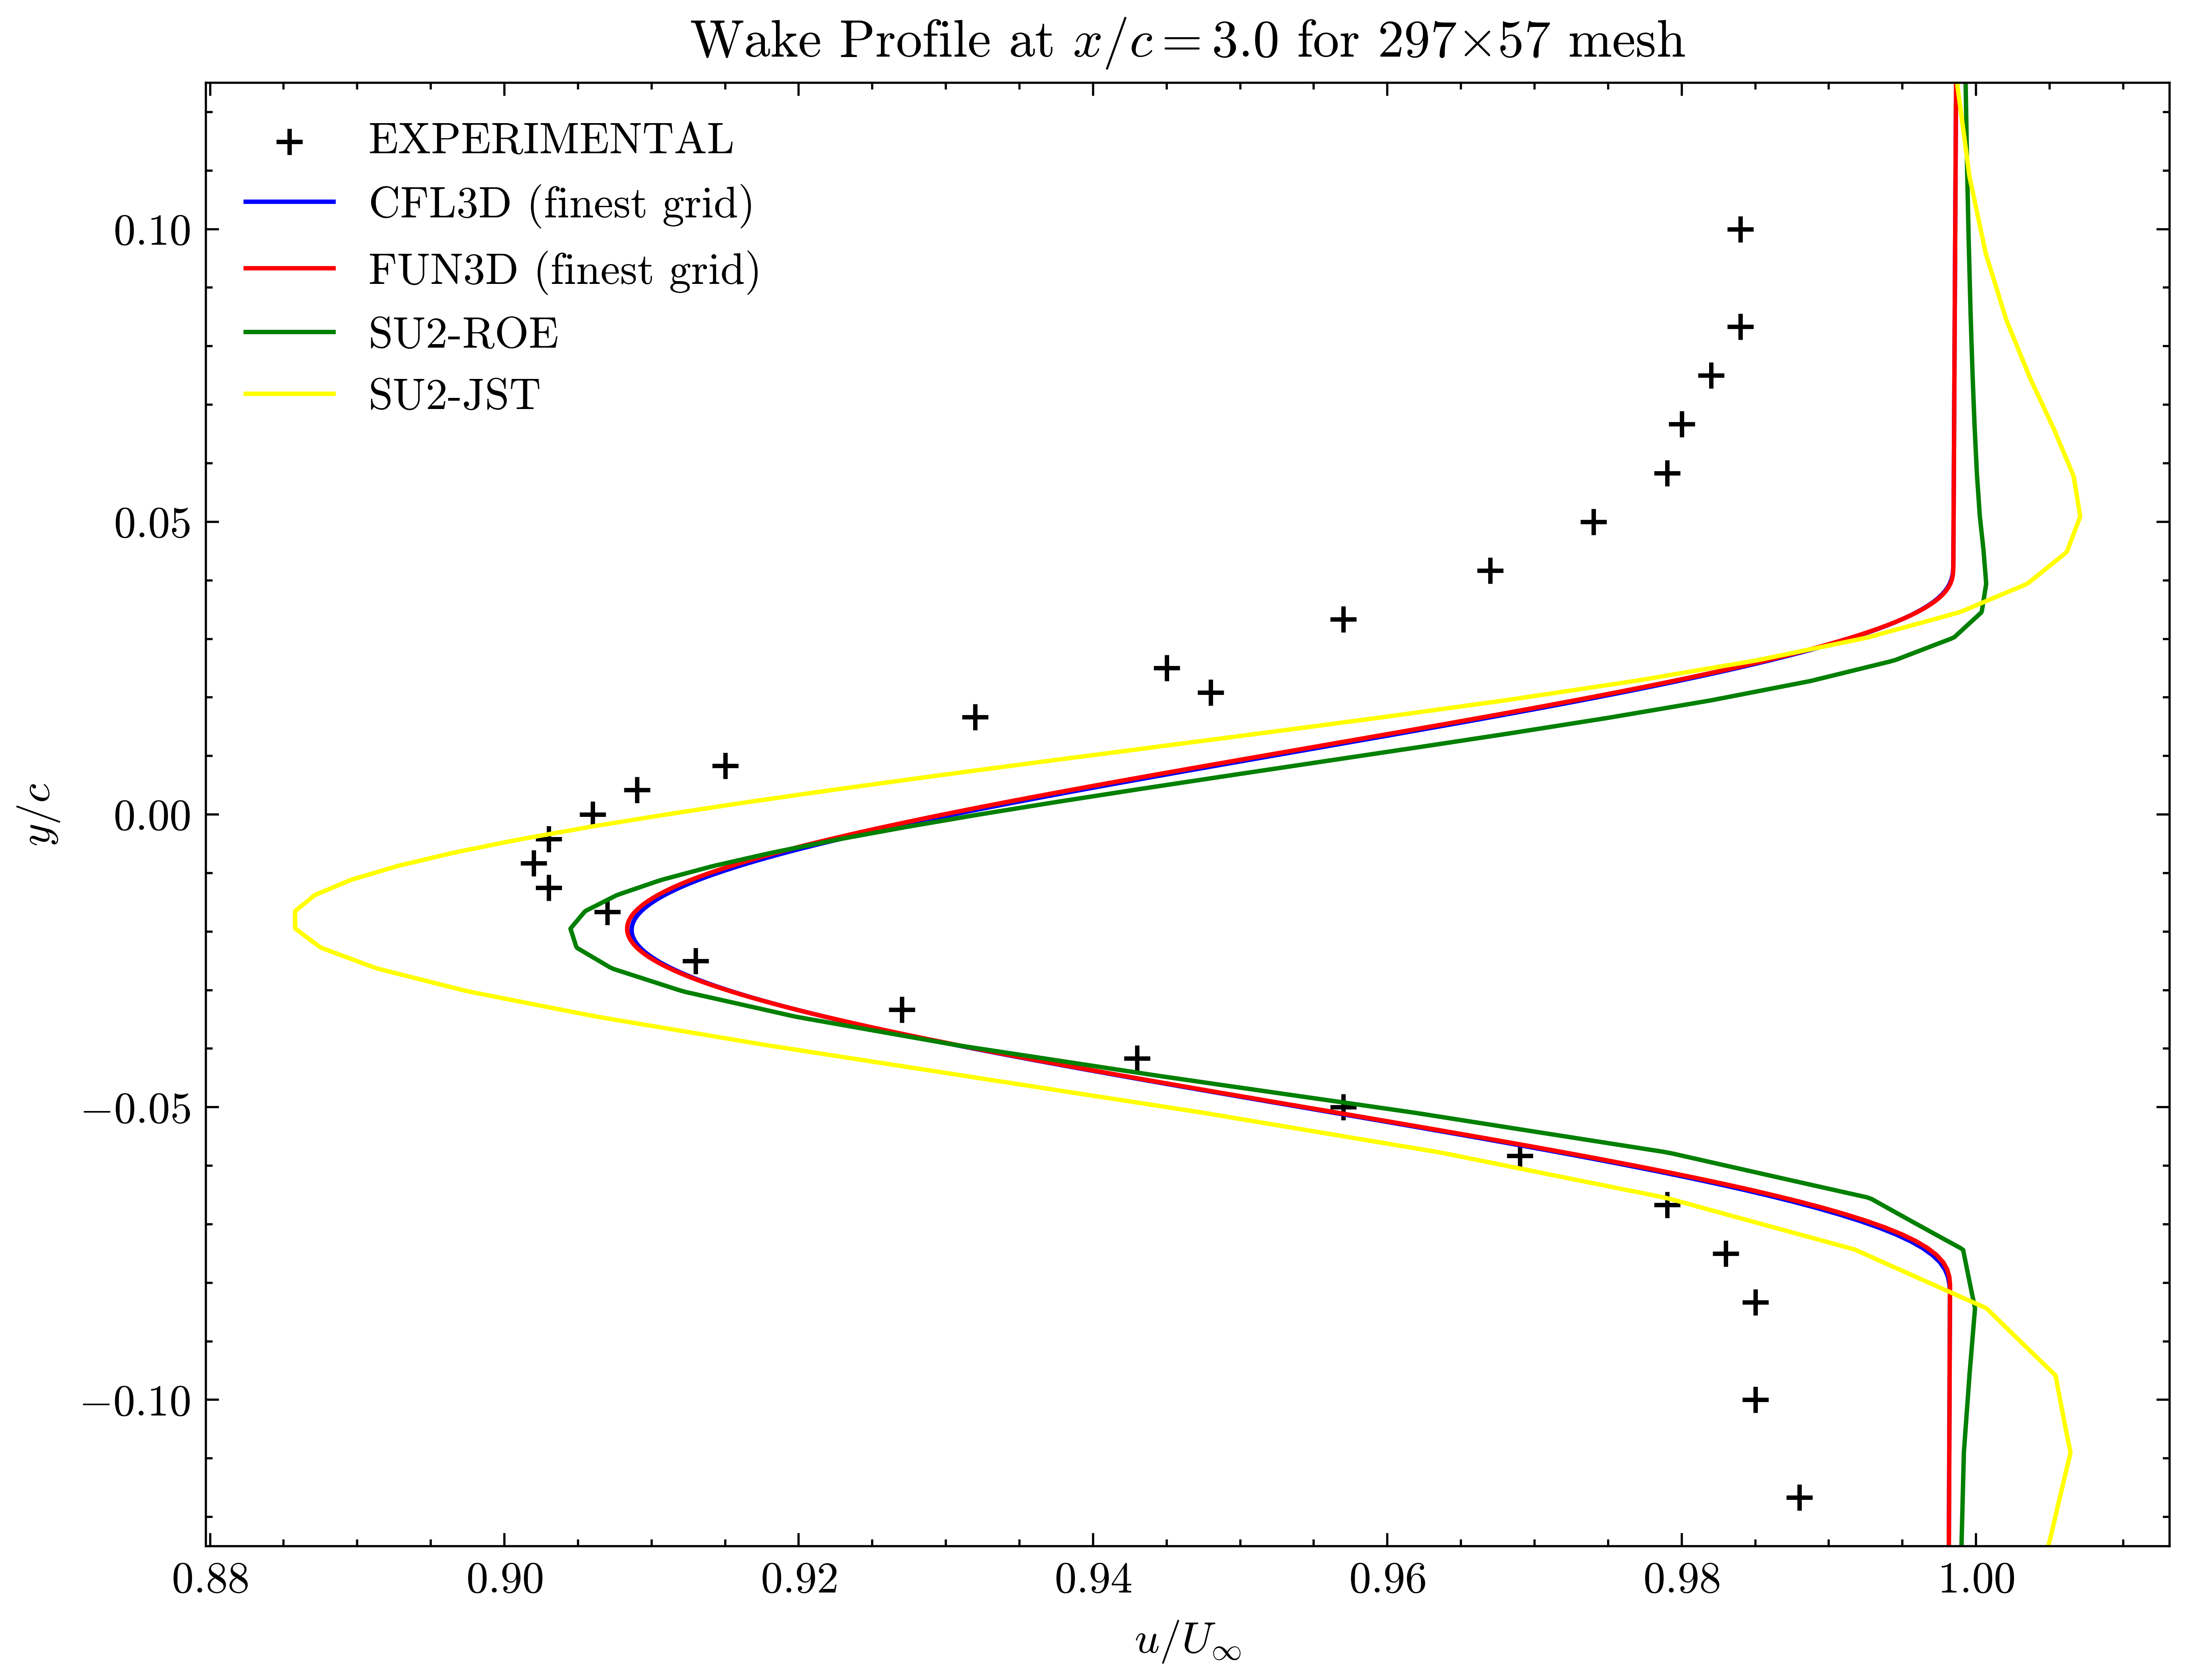 Wake Profile at x/c = 3.0 for 297×57 mesh
EXPERIMENTAL
CFL3D (finest grid)
FUN3D (finest grid)
SU2-ROE
SU2-JST
0.10
0.05
0.00
−0.05
−0.10
y/c
0.88 0.90 0.92 0.94 0.96 0.98 1.00
u/U∞